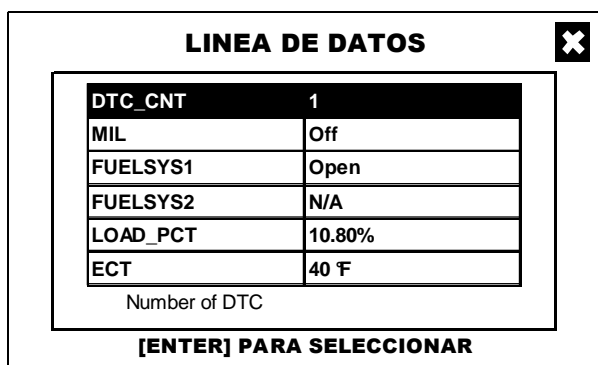 LINEA DE DATOS
DTC_CNT 1
MIL Off
FUELSYS1 Open
FUELSYS2 N/A
LOAD_PCT 10.80%
ECT 40 °F
Number of DTC
[ENTER] PARA SELECCIONAR